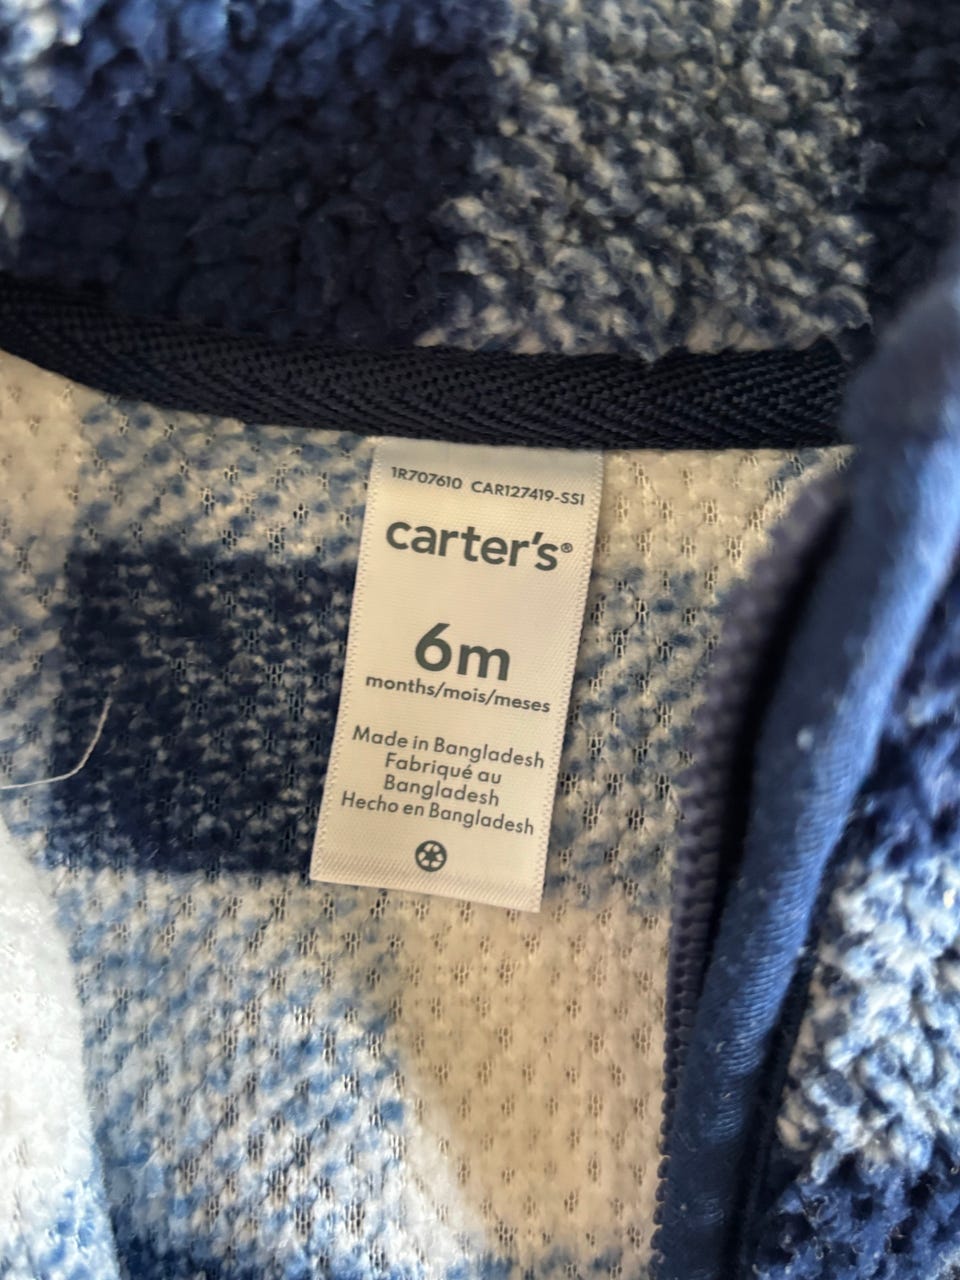 1R707610 CAR127419-SSI
carter's®
6m
months/mois/meses
Made in Bangladesh
Fabriqué au
Bangladesh
Hecho en Bangladesh